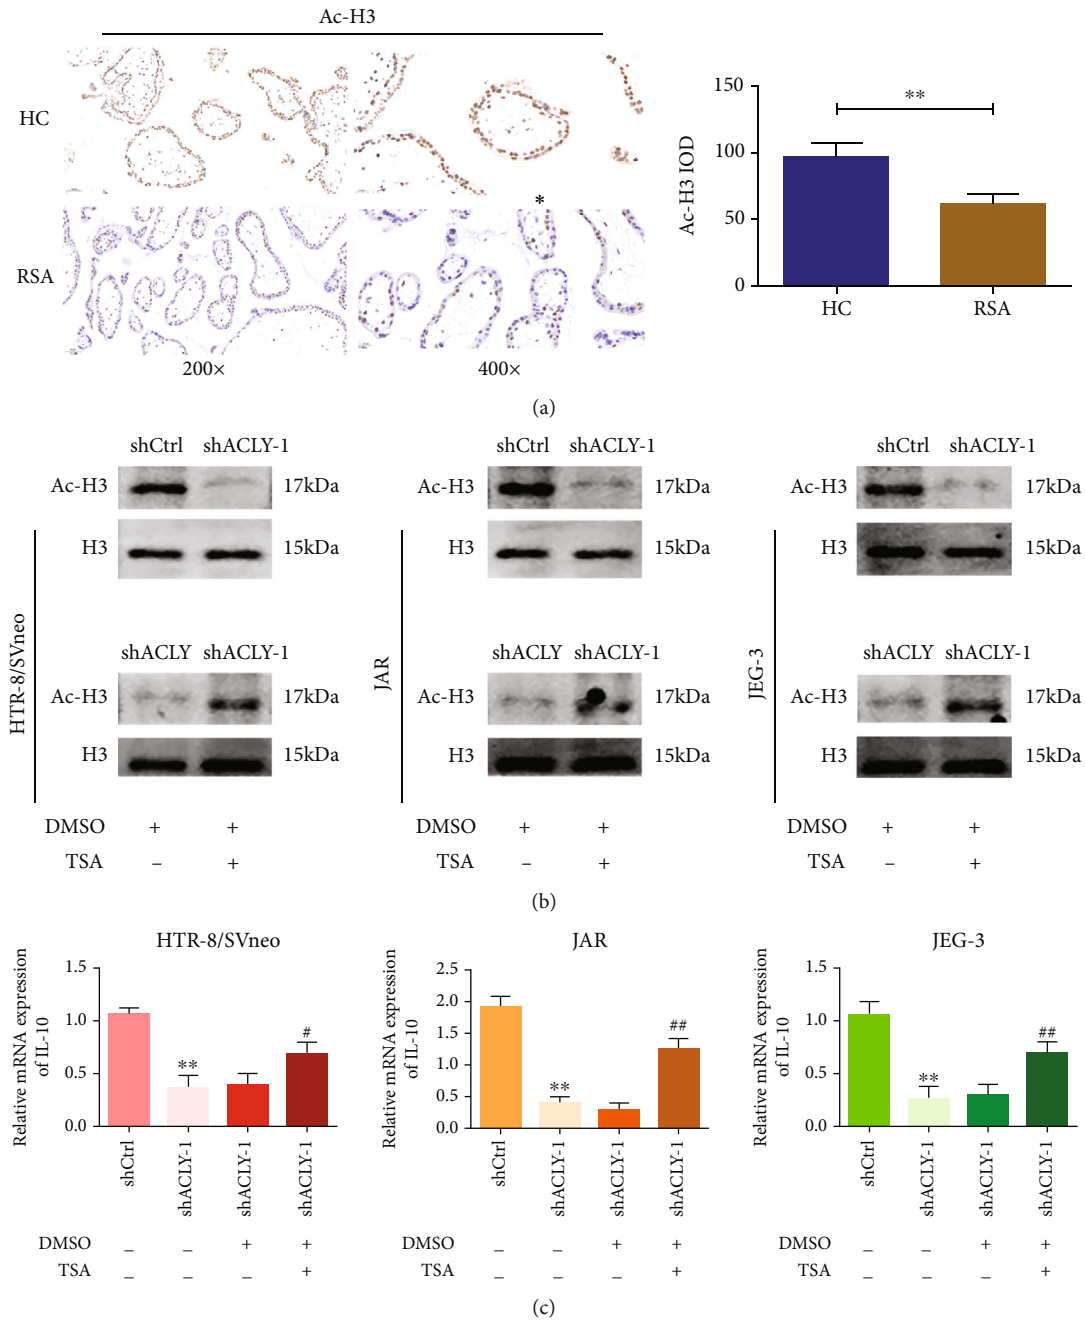 Ac-H3
HC
RSA
*
200×
400×
Ac-H3 IOD
150
100
50
0
**
HC
RSA
(a)
shCtrl shACLY-1
Ac-H3 17kDa
H3 15kDa
shACLY shACLY-1
Ac-H3 17kDa
H3 15kDa
HTR-8/SVneo
DMSO + +
TSA – +
shCtrl shACLY-1
Ac-H3 17kDa
H3 15kDa
shACLY shACLY-1
Ac-H3 17kDa
H3 15kDa
JAR
DMSO + +
TSA – +
shCtrl shACLY-1
Ac-H3 17kDa
H3 15kDa
shACLY shACLY-1
Ac-H3 17kDa
H3 15kDa
JEG-3
DMSO + +
TSA – +
(b)
HTR-8/SVneo
Relative mRNA expression
of IL-10
1.5
1.0
0.5
0.0
**
#
shCtrl
shACLY-1
shACLY-1
shACLY-1
DMSO – – + +
TSA – – – +
JAR
Relative mRNA expression
of IL-10
2.5
2.0
1.5
1.0
0.5
0.0
**
##
shCtrl
shACLY-1
shACLY-1
shACLY-1
DMSO – – + +
TSA – – – +
JEG-3
Relative mRNA expression
of IL-10
1.5
1.0
0.5
0.0
**
##
shCtrl
shACLY-1
shACLY-1
shACLY-1
DMSO – – + +
TSA – – – +
(c)